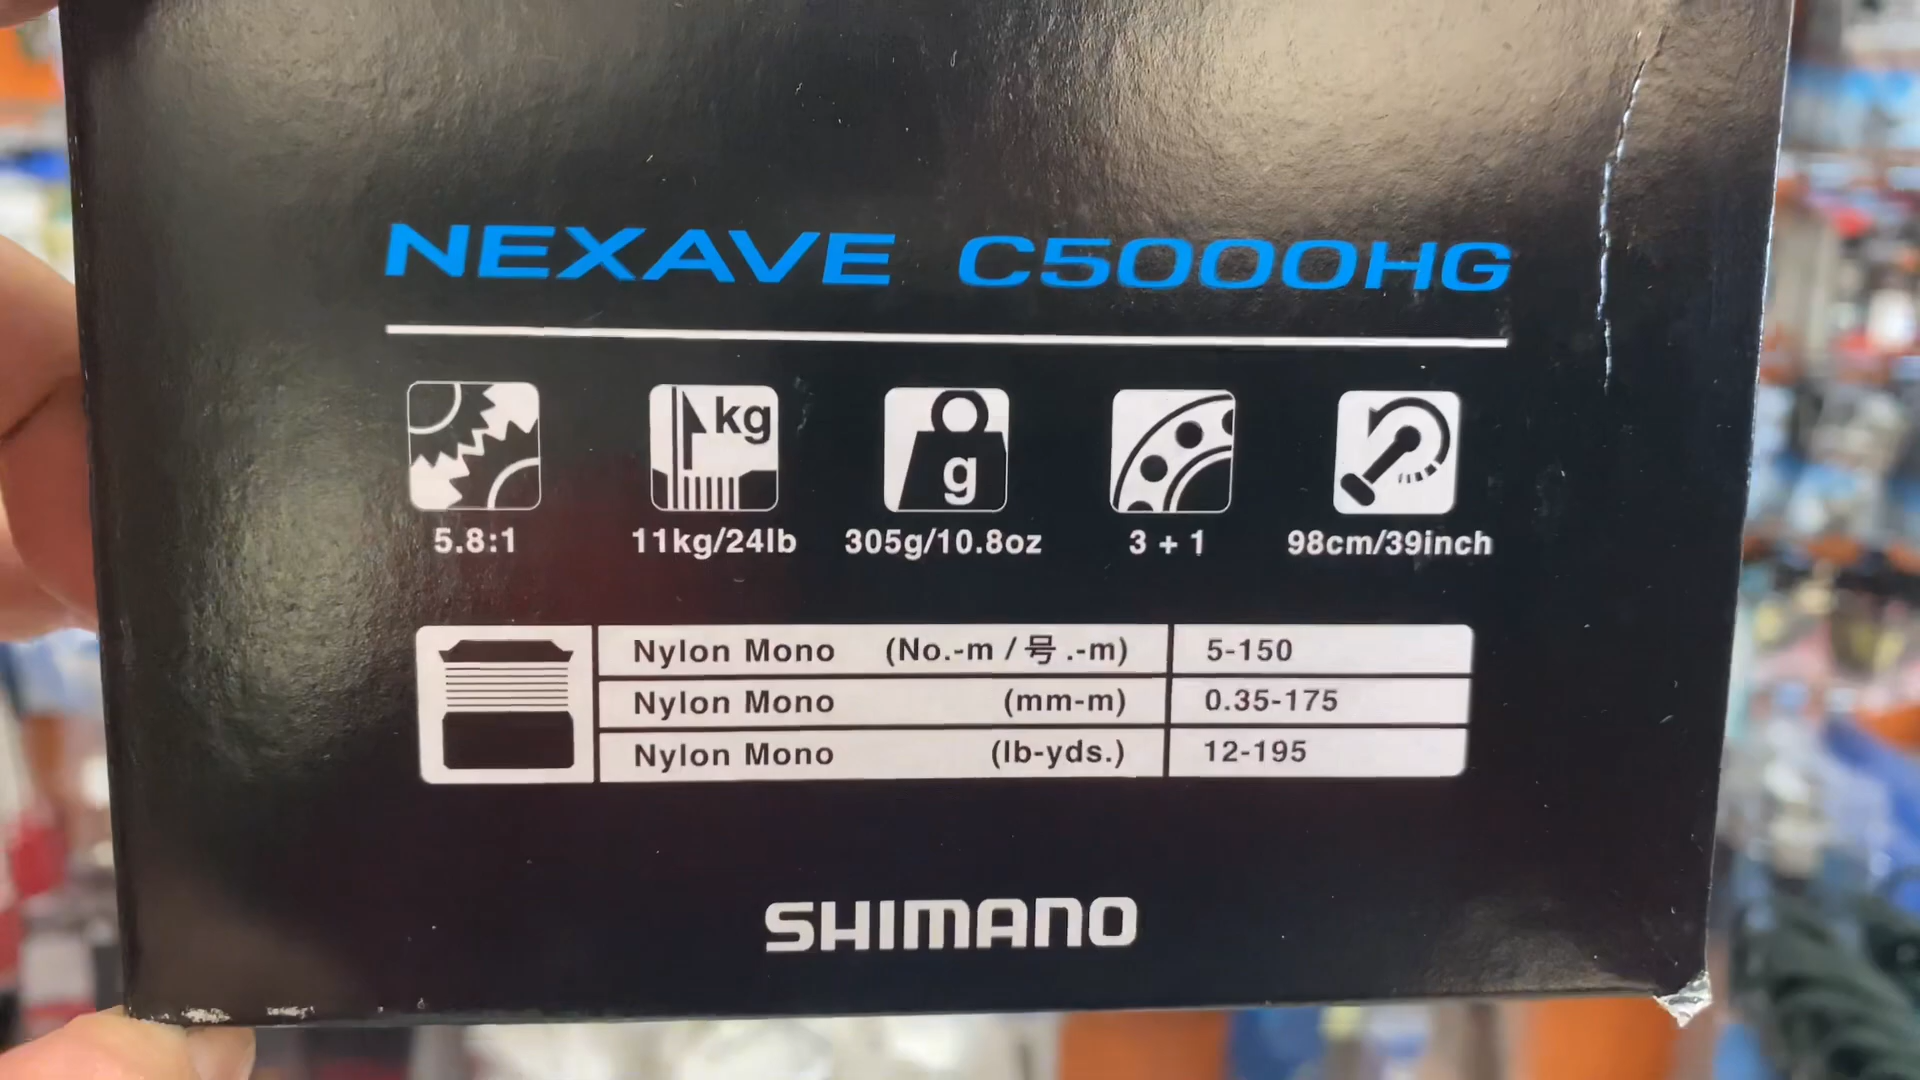 NEXAVE C5000HG
kg
g
5.8:1 11kg/24lb 305g/10.8oz 3 + 1 98cm/39inch
Nylon Mono (No.-m / 号 .-m) 5-150
Nylon Mono (mm-m) 0.35-175
Nylon Mono (lb-yds.) 12-195
SHIMANO